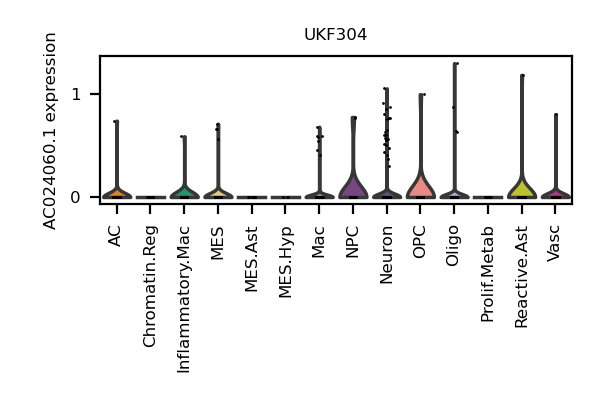 UKF304
AC024060.1 expression
1
0
AC
Chromatin.Reg
Inflammatory.Mac
MES
MES.Ast
MES.Hyp
Mac
NPC
Neuron
OPC
Oligo
Prolif.Metab
Reactive.Ast
Vasc